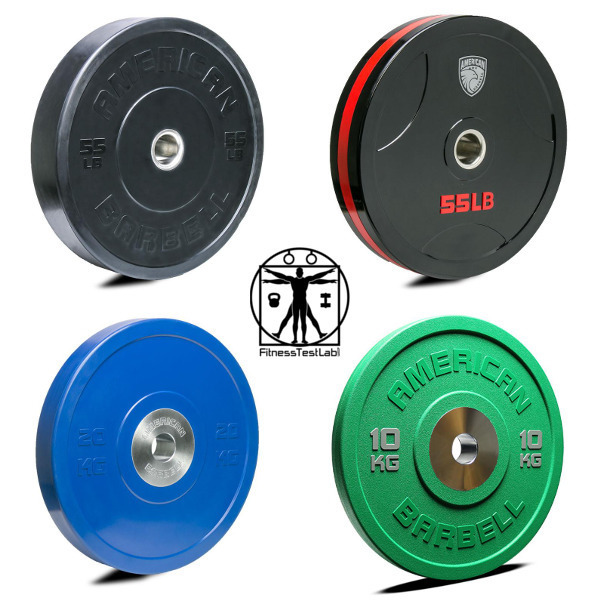 AMERICAN
55 LB
55 LB
BARBELL
AMERICAN
55LB
FitnessTestLab1
20 KG
AMERICAN
BARBELL
20 KG
AMERICAN
10 KG
10 KG
BARBELL